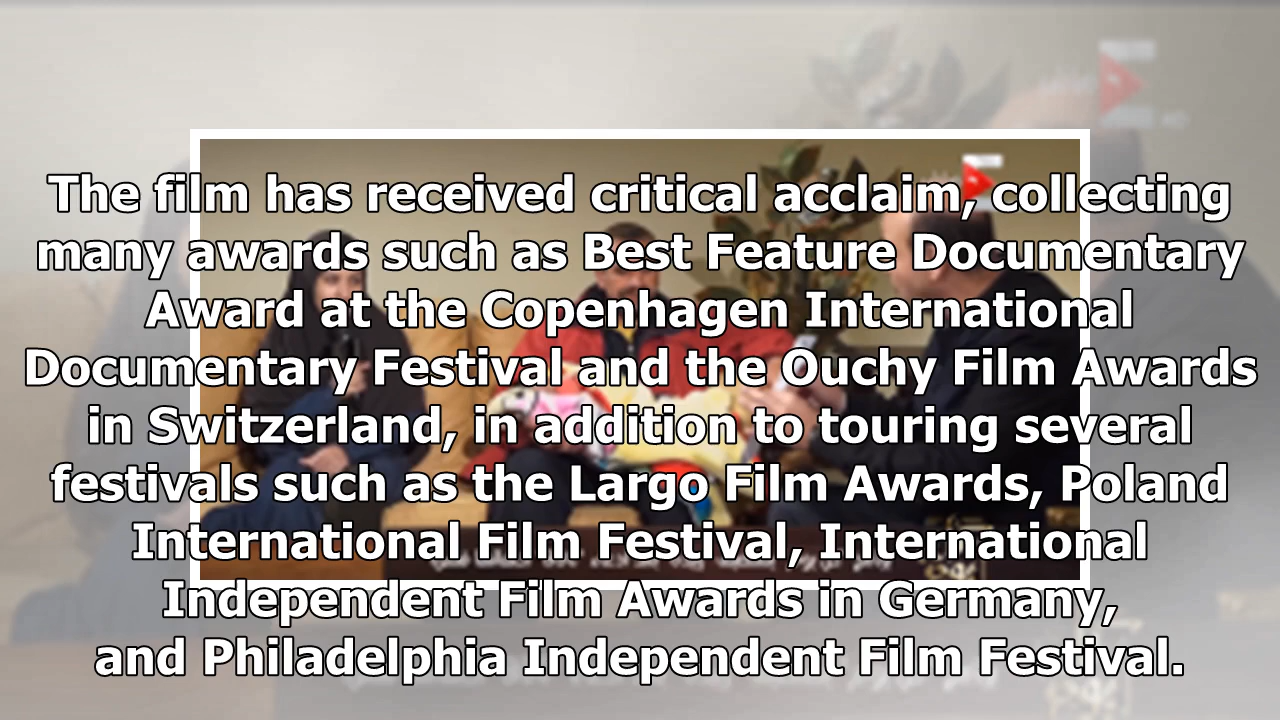 The film has received critical acclaim, collecting
many awards such as Best Feature Documentary
Award at the Copenhagen International
Documentary Festival and the Ouchy Film Awards
in Switzerland, in addition to touring several
festivals such as the Largo Film Awards, Poland
International Film Festival, International
Independent Film Awards in Germany,
and Philadelphia Independent Film Festival.